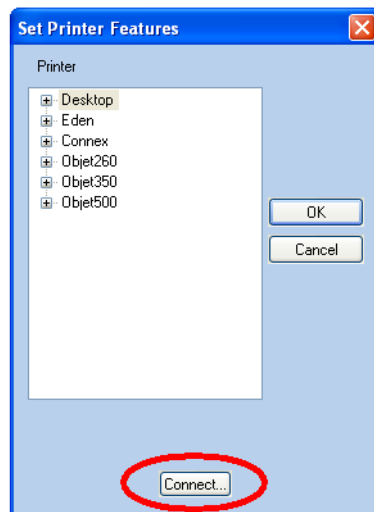 Set Printer Features
Printer
Desktop
Eden
Connex
Objet260
Objet350
Objet500
OK
Cancel
Connect...